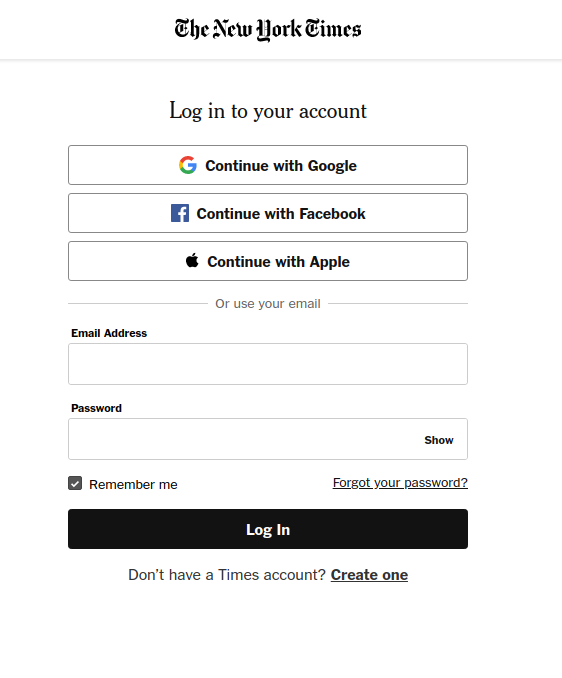 The New York Times
Log in to your account
Continue with Google
Continue with Facebook
Continue with Apple
Or use your email
Email Address
Password
Show
Remember me Forgot your password?
Log In
Don’t have a Times account? Create one